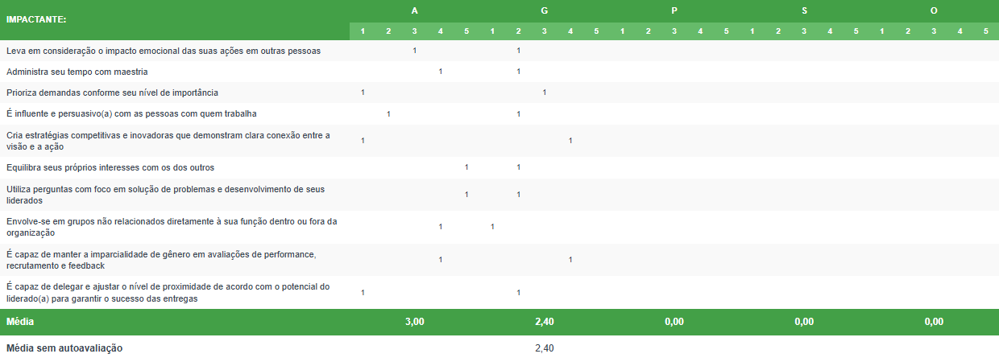 IMPACTANTE: A G P S O
1 2 3 4 5 1 2 3 4 5 1 2 3 4 5 1 2 3 4 5 1 2 3 4 5
Leva em consideração o impacto emocional das suas ações em outras pessoas 1 1
Administra seu tempo com maestria 1 1
Prioriza demandas conforme seu nível de importância 1 1
É influente e persuasivo(a) com as pessoas com quem trabalha 1 1
Cria estratégias competitivas e inovadoras que demonstram clara conexão entre a
visão e a ação 1 1
Equilibra seus próprios interesses com os dos outros 1 1
Utiliza perguntas com foco em solução de problemas e desenvolvimento de seus
liderados 1 1
Envolve-se em grupos não relacionados diretamente à sua função dentro ou fora da
organização 1 1
É capaz de manter a imparcialidade de gênero em avaliações de performance,
recrutamento e feedback 1 1
É capaz de delegar e ajustar o nível de proximidade de acordo com o potencial do
liderado(a) para garantir o sucesso das entregas 1 1
Média 3,00 2,40 0,00 0,00 0,00
Média sem autoavaliação 2,40